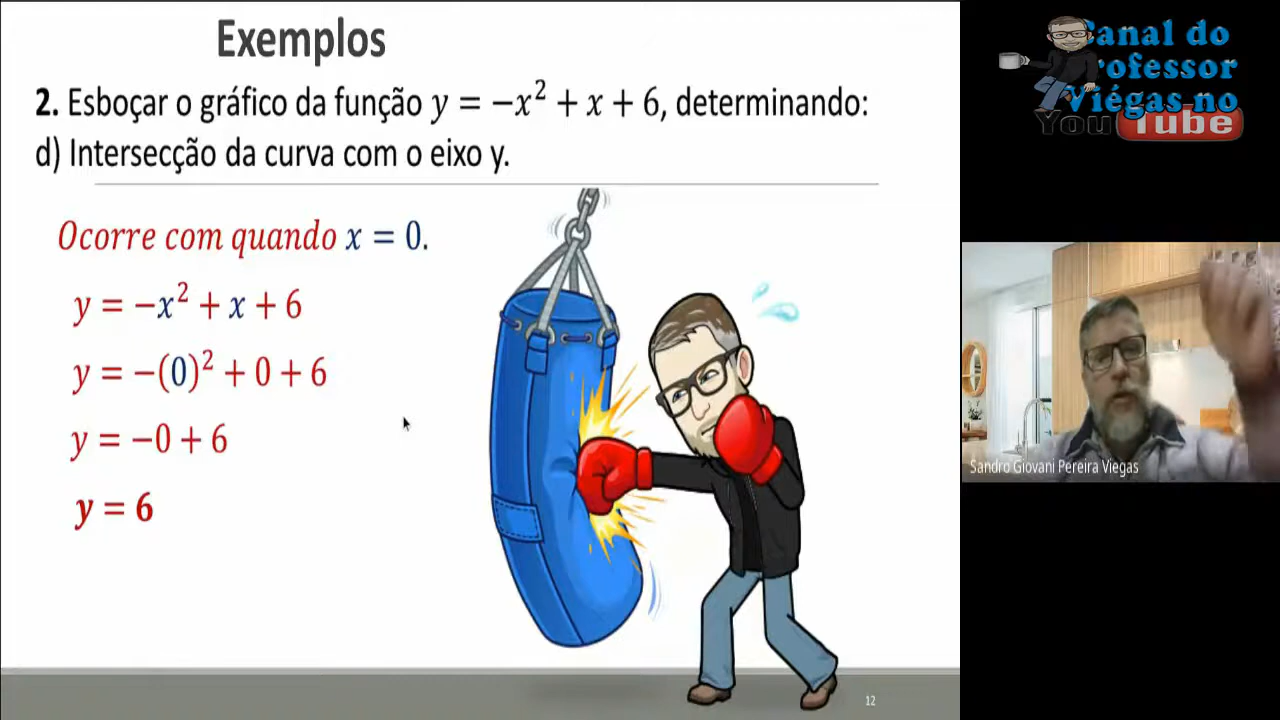 Exemplos
2. Esboçar o gráfico da função y = −x² + x + 6, determinando:
d) Intersecção da curva com o eixo y.
Ocorre com quando x = 0.
y = −x² + x + 6
y = −(0)² + 0 + 6
y = −0 + 6
y = 6
12
Canal do
Professor
Viégas no
YouTube
Sandro Giovani Pereira Viegas